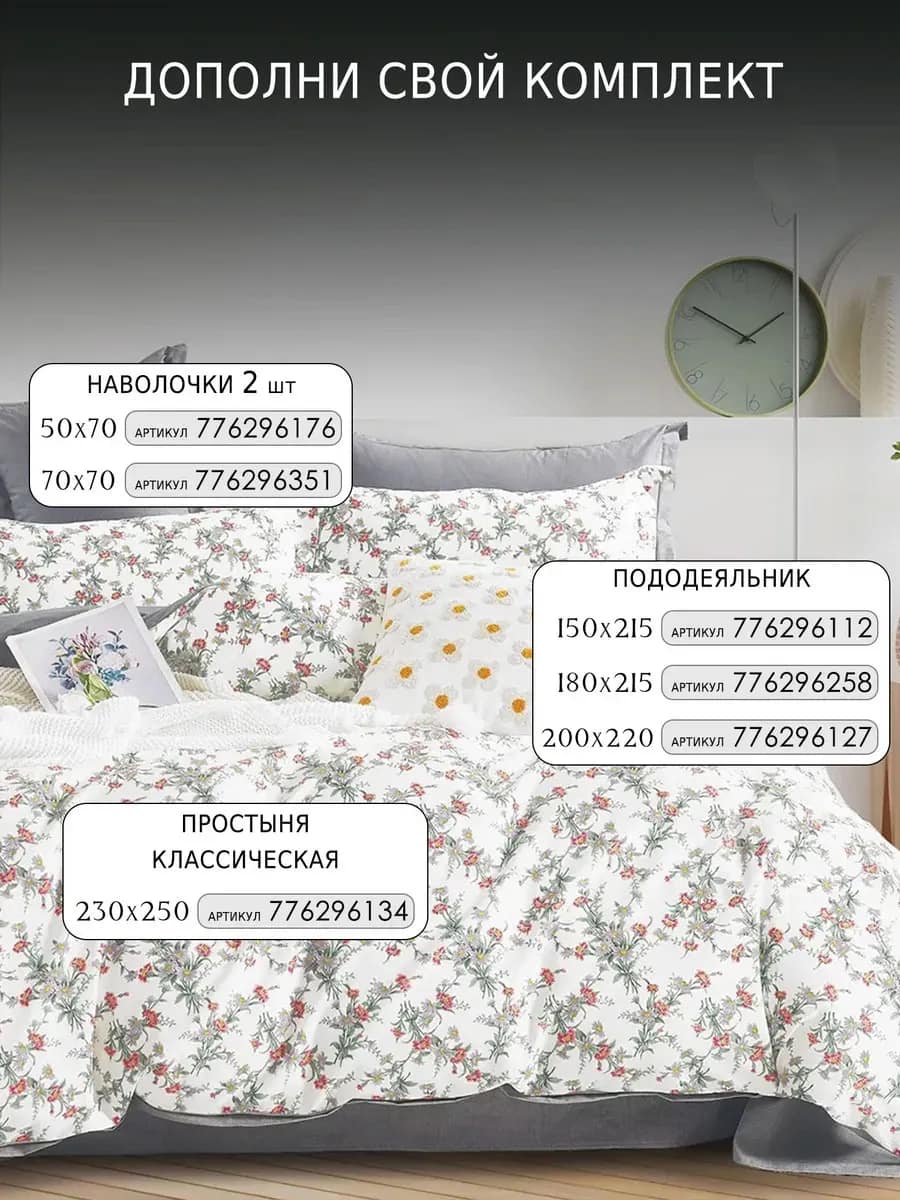 ДОПОЛНИ СВОЙ КОМПЛЕКТ
НАВОЛОЧКИ 2 шт
50x70 АРТИКУЛ 776296176
70x70 АРТИКУЛ 776296351
ПОДОДЕЯЛЬНИК
150x215 АРТИКУЛ 776296112
180x215 АРТИКУЛ 776296258
200x220 АРТИКУЛ 776296127
ПРОСТЫНЯ
КЛАССИЧЕСКАЯ
230x250 АРТИКУЛ 776296134